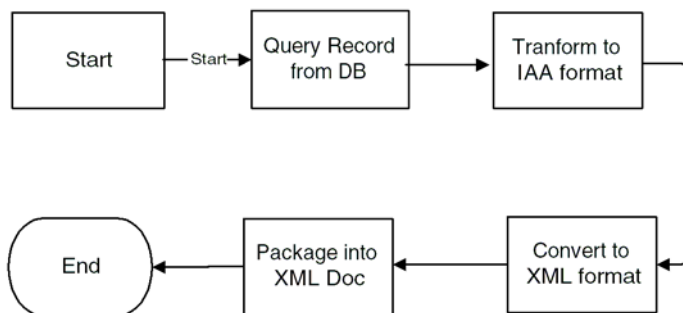 Start
Start
Query Record
from DB
Tranform to
IAA format
Convert to
XML format
Package into
XML Doc
End